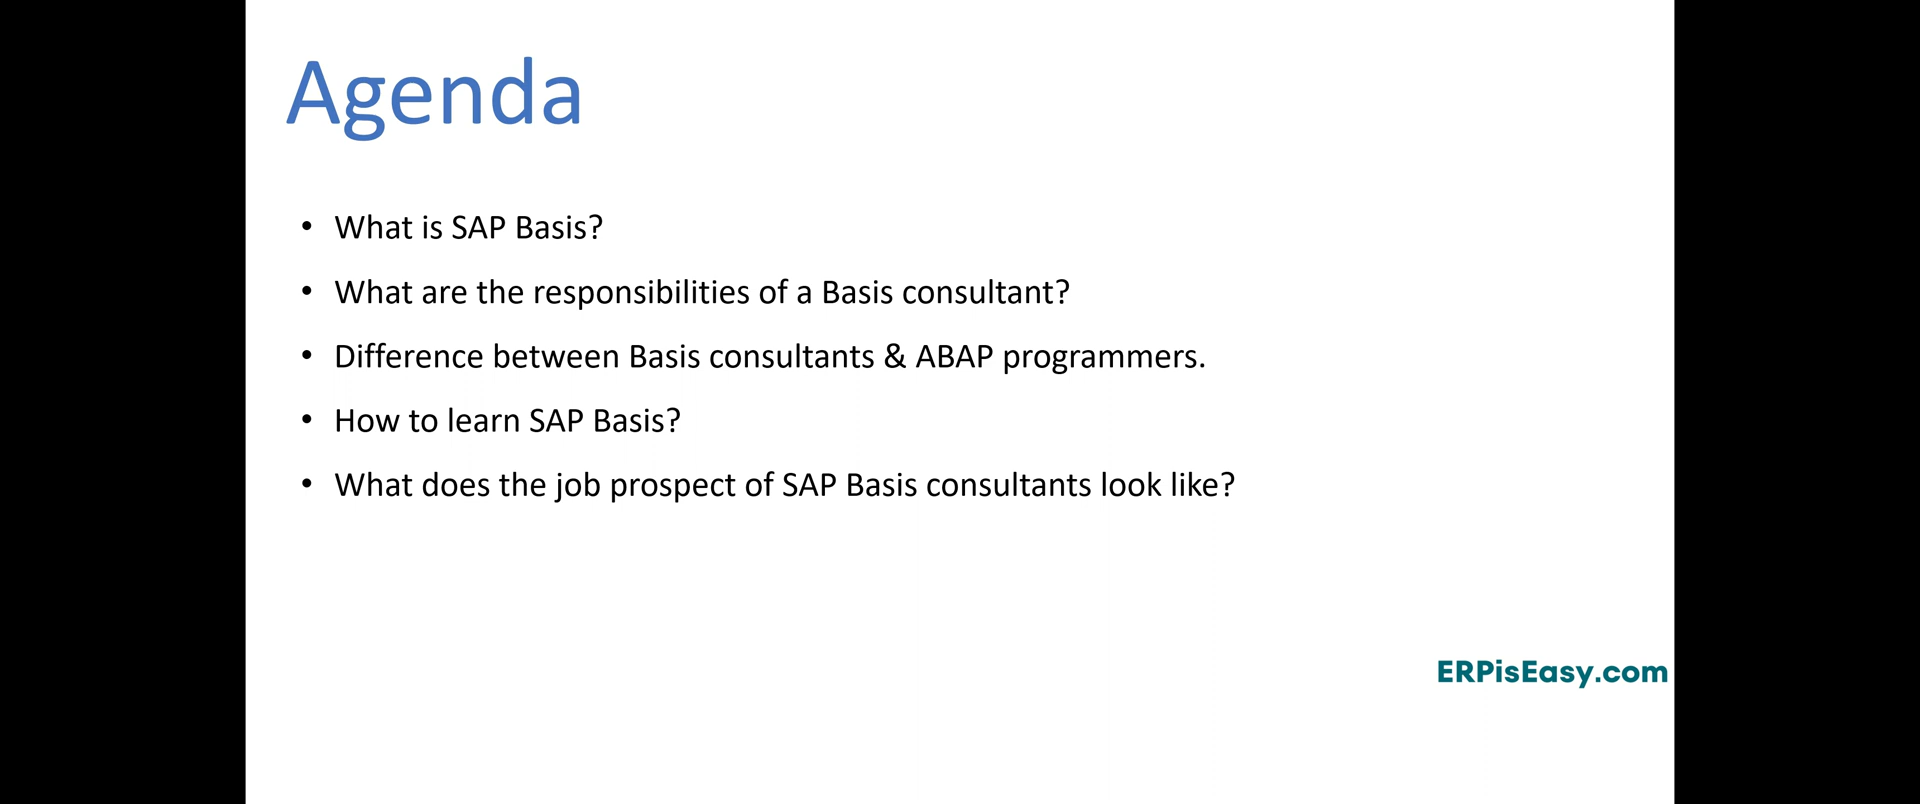 Agenda
• What is SAP Basis?
• What are the responsibilities of a Basis consultant?
• Difference between Basis consultants & ABAP programmers.
• How to learn SAP Basis?
• What does the job prospect of SAP Basis consultants look like?
ERPisEasy.com